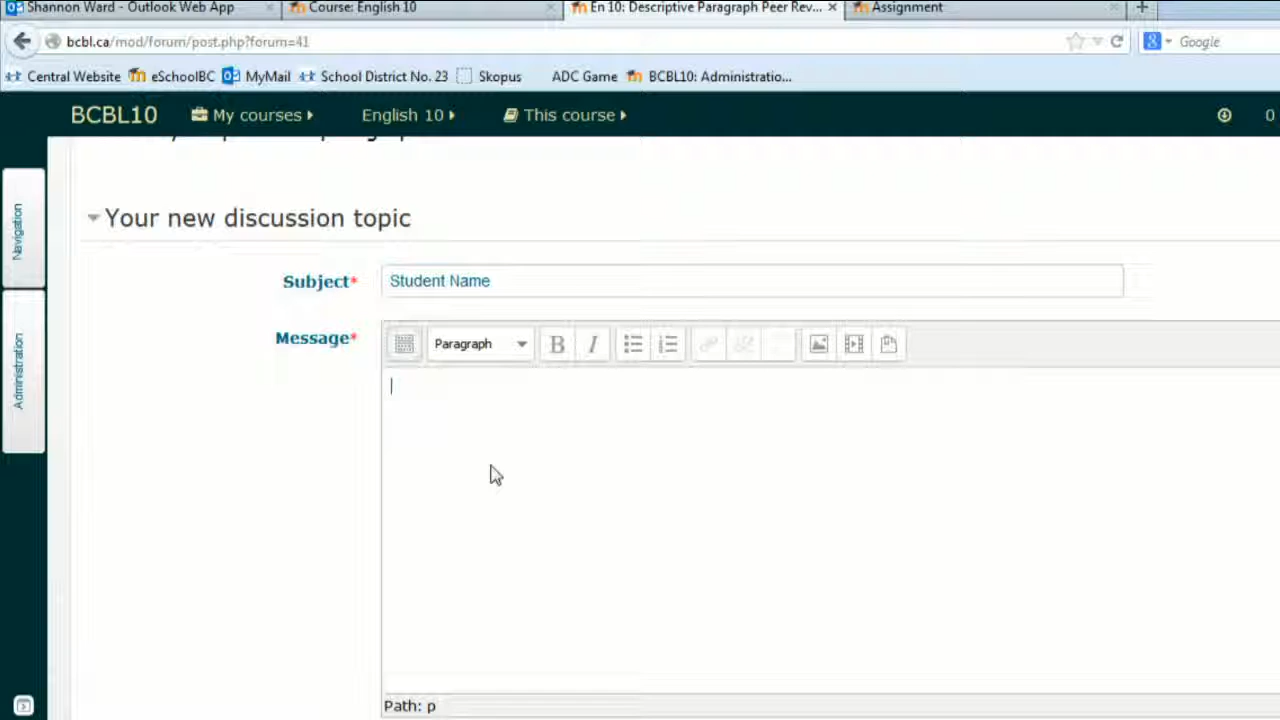 Shannon Ward - Outlook Web App
Course: English 10
En 10: Descriptive Paragraph Peer Rev...
Assignment
bcbl.ca/mod/forum/post.php?forum=41
Google
Central Website
eSchoolBC
MyMail
School District No. 23
Skopus
ADC Game
BCBL10: Administratio...
BCBL10
My courses
English 10
This course
0
Navigation
Administration
Your new discussion topic
Subject*
Student Name
Message*
Paragraph
B
I
Path: p